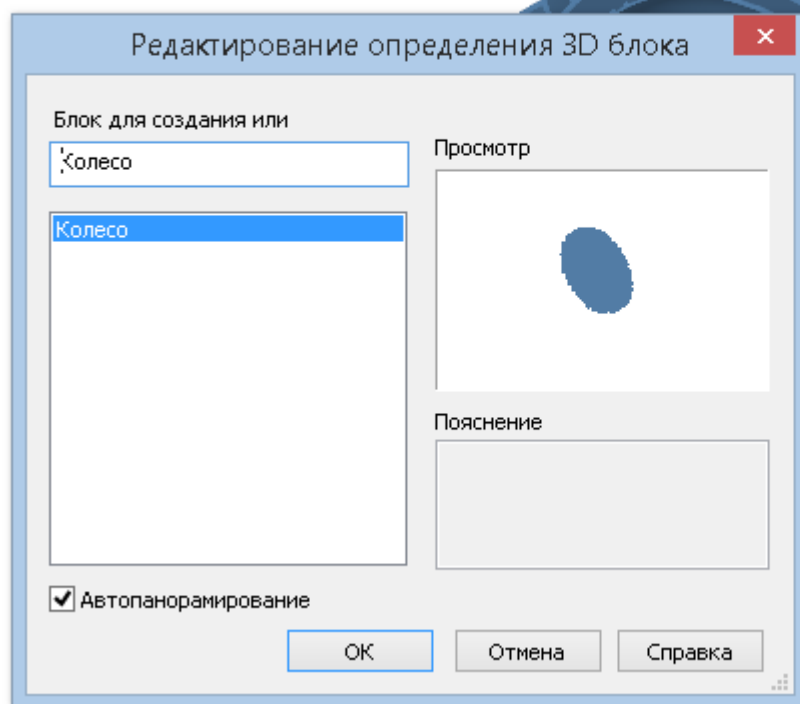 Редактирование определения 3D блока
Блок для создания или
Колесо
Просмотр
Колесо
Пояснение
Автопанорамирование
ОК
Отмена
Справка